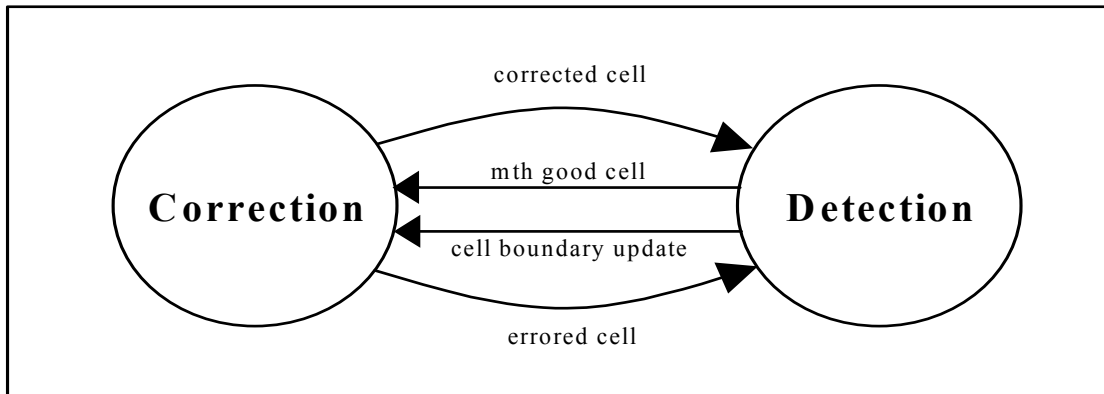 corrected cell
mth good cell
Correction
Detection
cell boundary update
errored cell